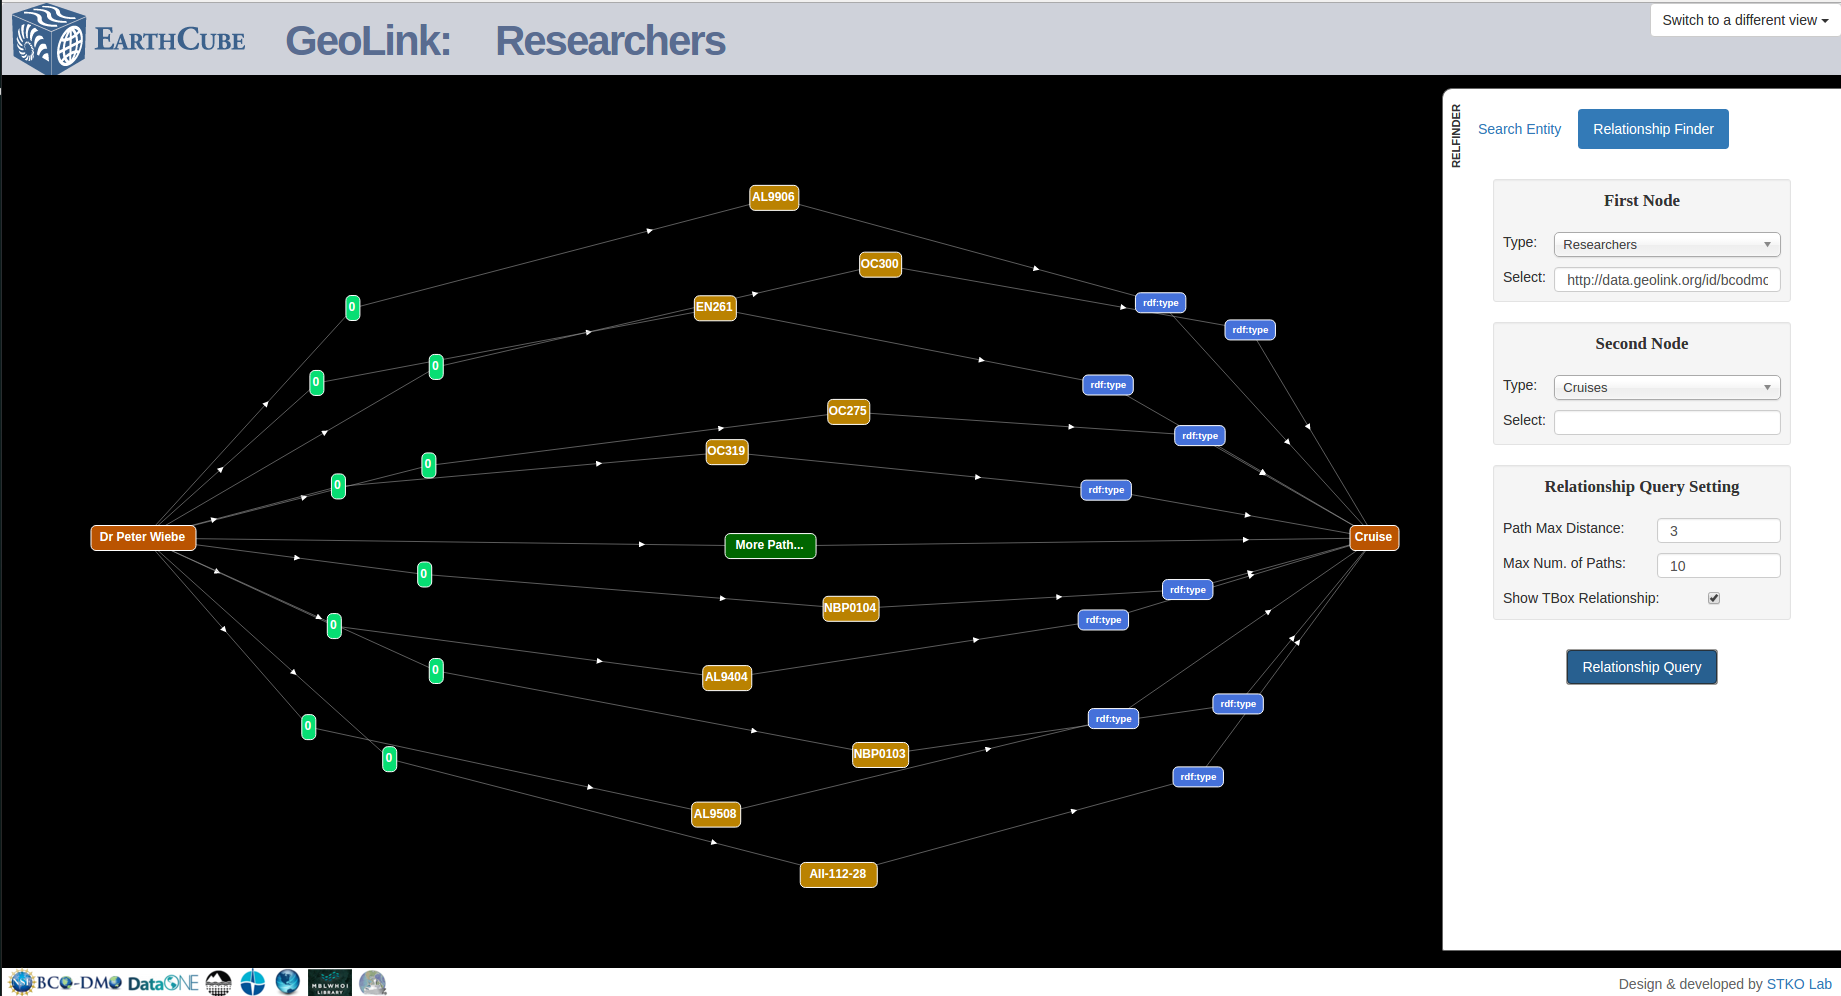 EARTHCUBE
GeoLink: Researchers
Switch to a different view
RELFINDER
Search Entity
Relationship Finder
First Node
Type: Researchers
Select: http://data.geolink.org/id/bcodmo
Second Node
Type: Cruises
Select:
Relationship Query Setting
Path Max Distance: 3
Max Num. of Paths: 10
Show TBox Relationship:
Relationship Query
AL9906
OC300
0
EN261
rdf:type
rdf:type
0
0
rdf:type
OC275
rdf:type
OC319
0
0
rdf:type
Dr Peter Wiebe
More Path...
Cruise
0
NBP0104
rdf:type
0
rdf:type
0
AL9404
rdf:type
rdf:type
0
NBP0103
0
rdf:type
AL9508
AII-112-28
NSF
BCO-DMO
DataONE
MBLWHOI
LIBRARY
Design & developed by STKO Lab